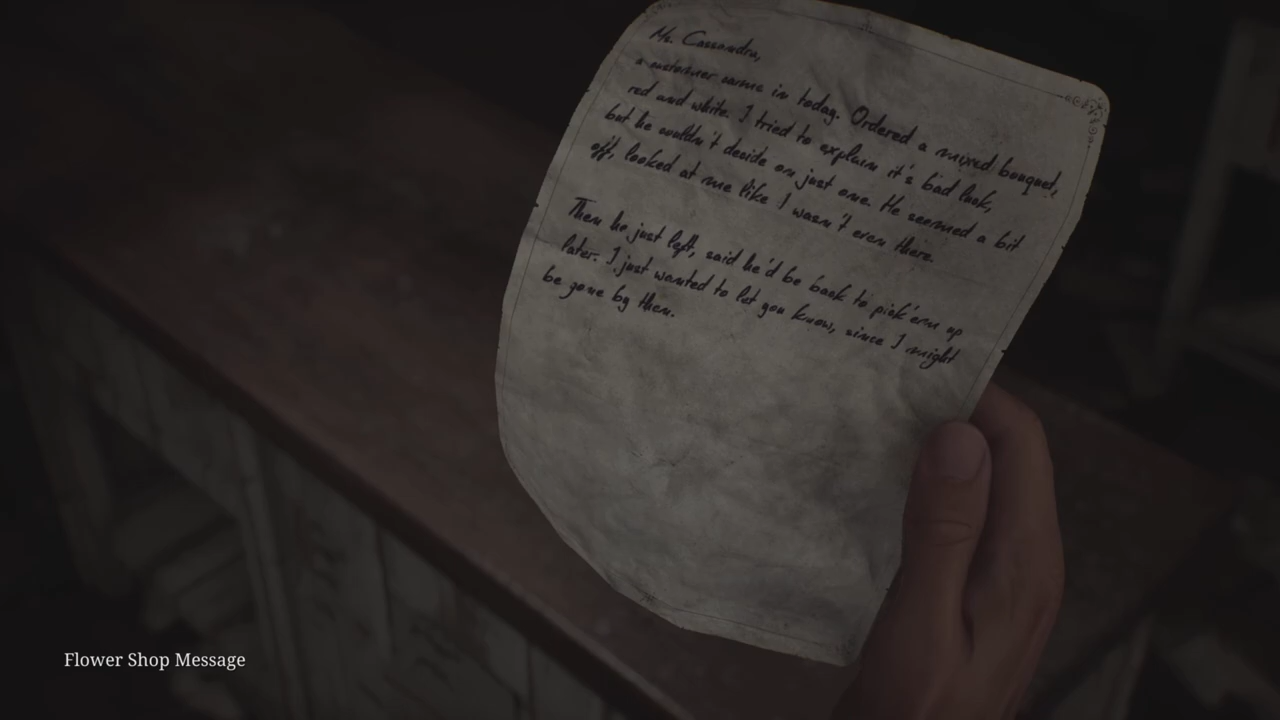 Ms. Cassandra,
a customer came in today. Ordered a mixed bouquet,
red and white. I tried to explain it's bad luck,
but he couldn't decide on just one. He seemed a bit
off, looked at me like I wasn't even there.
Then he just left, said he'd be back to pick'em up
later. I just wanted to let you know, since I might
be gone by then.
Flower Shop Message